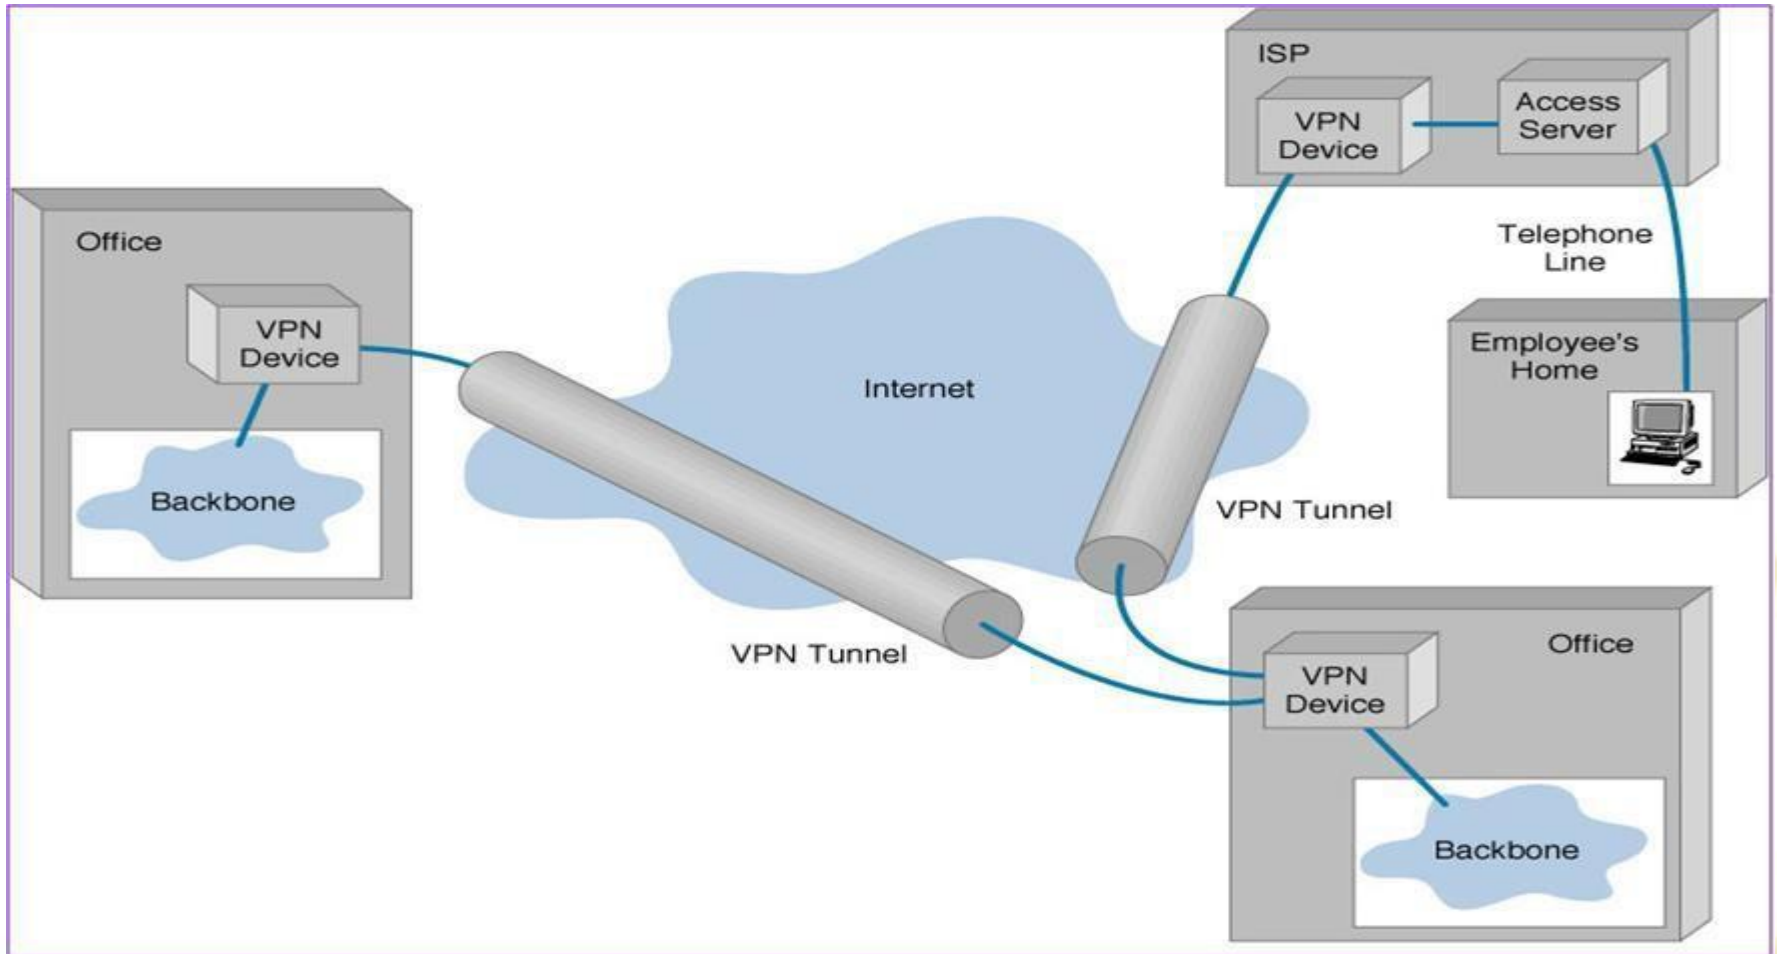 ISP
VPN
Device
Access
Server
Telephone
Line
Employee's
Home
Office
VPN
Device
Backbone
Internet
VPN Tunnel
VPN Tunnel
Office
VPN
Device
Backbone